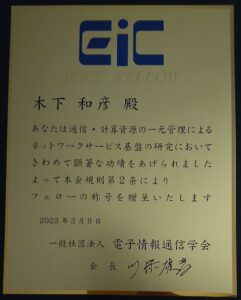 EiC
IEICE FELLOW
木下 和彦 殿
あなたは通信・計算資源の一元管理による
ネットワークサービス基盤の研究において
きわめて顕著な功績をあげられました
よって本会規則第2条により
フェローの称号を贈呈いたします
2023年3月9日
一般社団法人 電子情報通信学会
会長